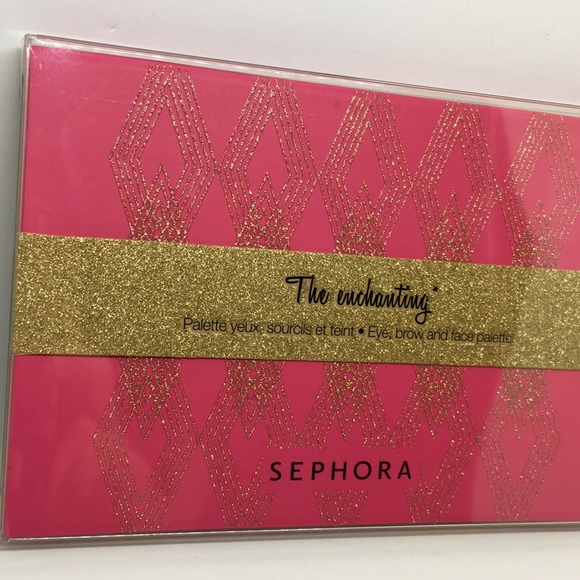 The enchanting*
Palette yeux, sourcils et teint • Eye, brow and face palette
SEPHORA